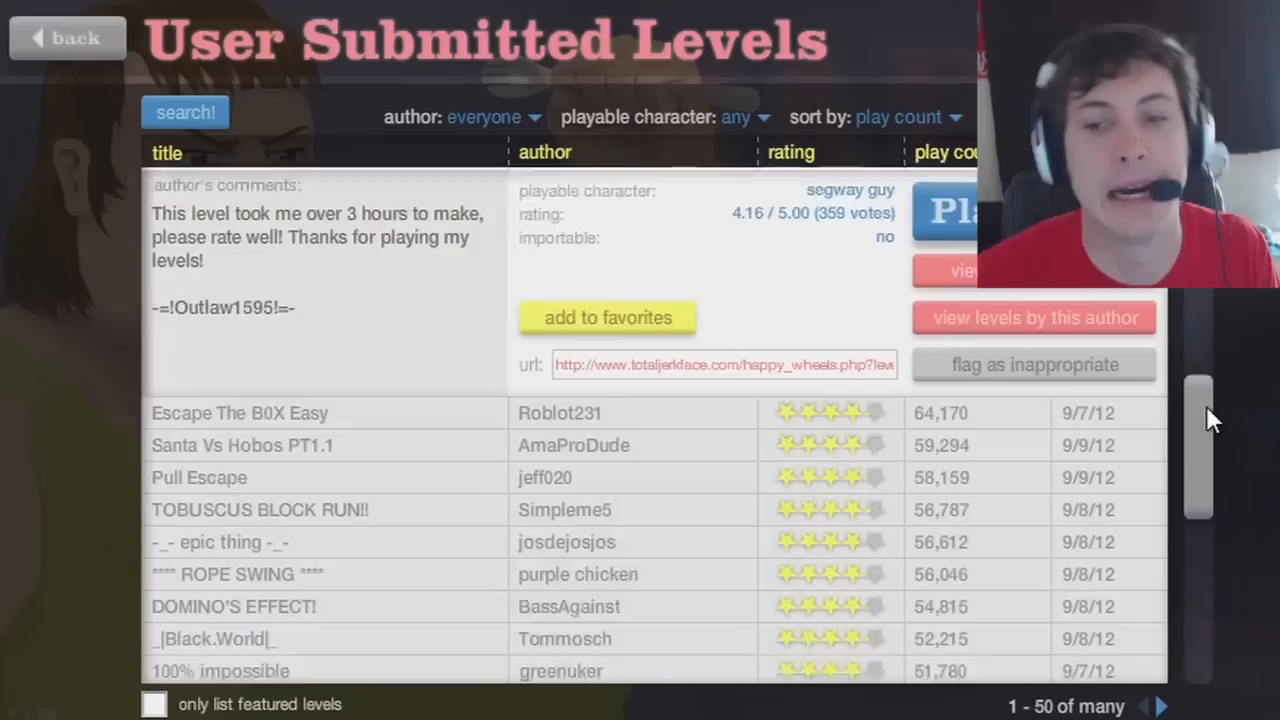 back
User Submitted Levels
search!
author: everyone
playable character: any
sort by: play count
title
author
rating
play cou
author's comments:
This level took me over 3 hours to make,
please rate well! Thanks for playing my
levels!
-=!Outlaw1595!=-
playable character: segway guy
rating: 4.16 / 5.00 (359 votes)
importable: no
add to favorites
url: http://www.totaljerkface.com/happy_wheels.php?leve
Pla
view
view levels by this author
flag as inappropriate
Escape The B0X Easy Roblot231 64,170 9/7/12
Santa Vs Hobos PT1.1 AmaProDude 59,294 9/9/12
Pull Escape jeff020 58,159 9/9/12
TOBUSCUS BLOCK RUN!! Simpleme5 56,787 9/8/12
-_- epic thing -_- josdejosjos 56,612 9/8/12
**** ROPE SWING **** purple chicken 56,046 9/8/12
DOMINO'S EFFECT! BassAgainst 54,815 9/8/12
_|Black.World|_ Tommosch 52,215 9/8/12
100% impossible greenuker 51,780 9/7/12
only list featured levels
1 - 50 of many